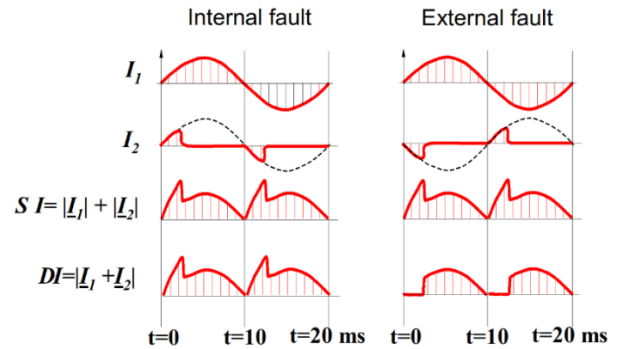 Internal fault
External fault
I₁
I₂
S I= |I₁| + |I₂|
DI=|I₁ +I₂|
t=0
t=10
t=20 ms
t=0
t=10
t=20 ms